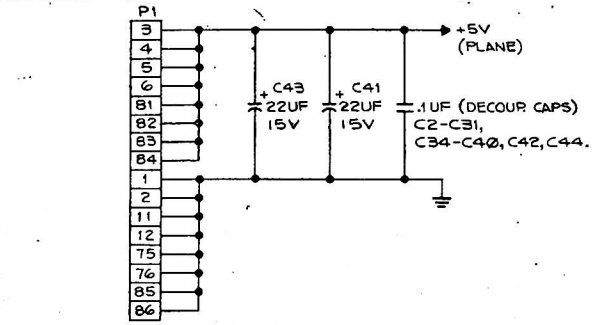 P1
3
4
5
6
81
82
83
84
1
2
11
12
75
76
85
86
+5V
(PLANE)
+ C43
22UF
15V
+ C41
22UF
15V
.1UF (DECOUP. CAPS)
C2-C31,
C34-C40, C42, C44.